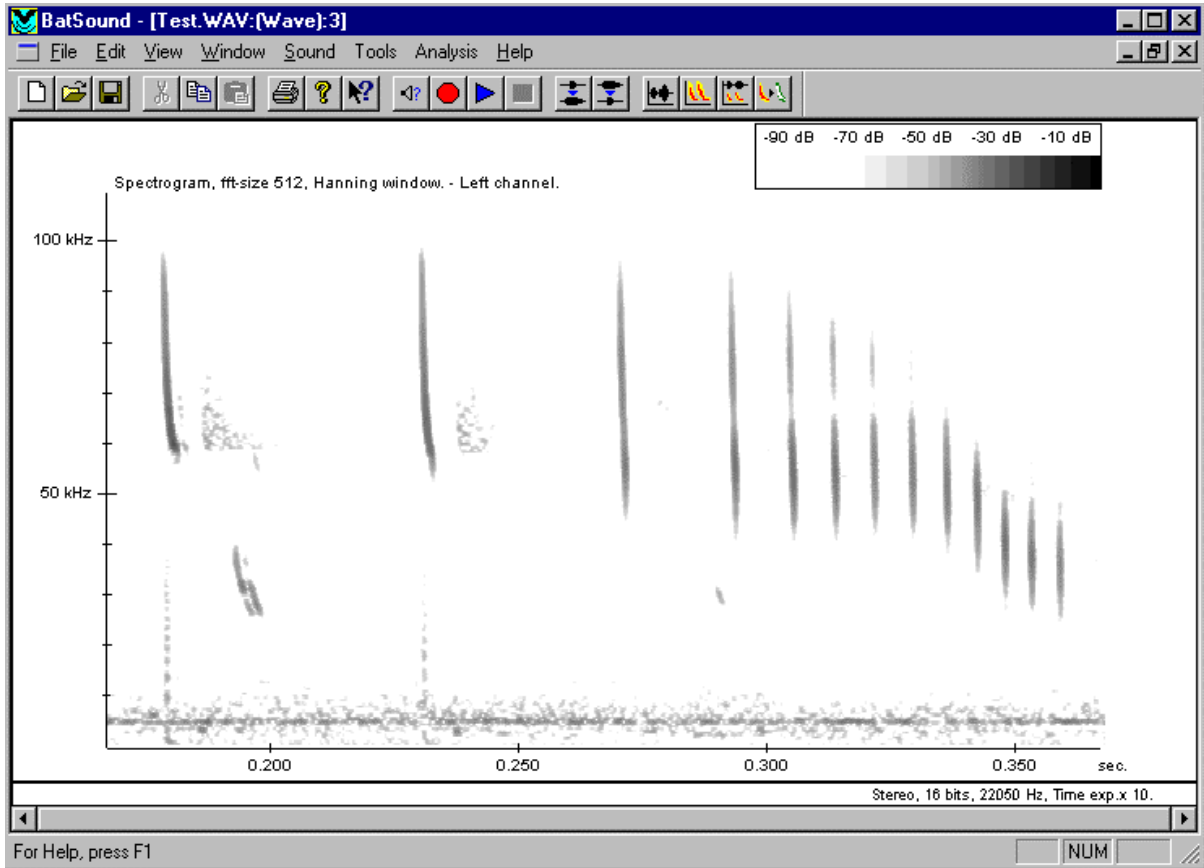 BatSound - [Test.WAV:(Wave):3]
File Edit View Window Sound Tools Analysis Help
-90 dB -70 dB -50 dB -30 dB -10 dB
Spectrogram, fft-size 512, Hanning window. - Left channel.
100 kHz
50 kHz
0.200 0.250 0.300 0.350 sec.
Stereo, 16 bits, 22050 Hz, Time exp.x 10.
For Help, press F1 NUM